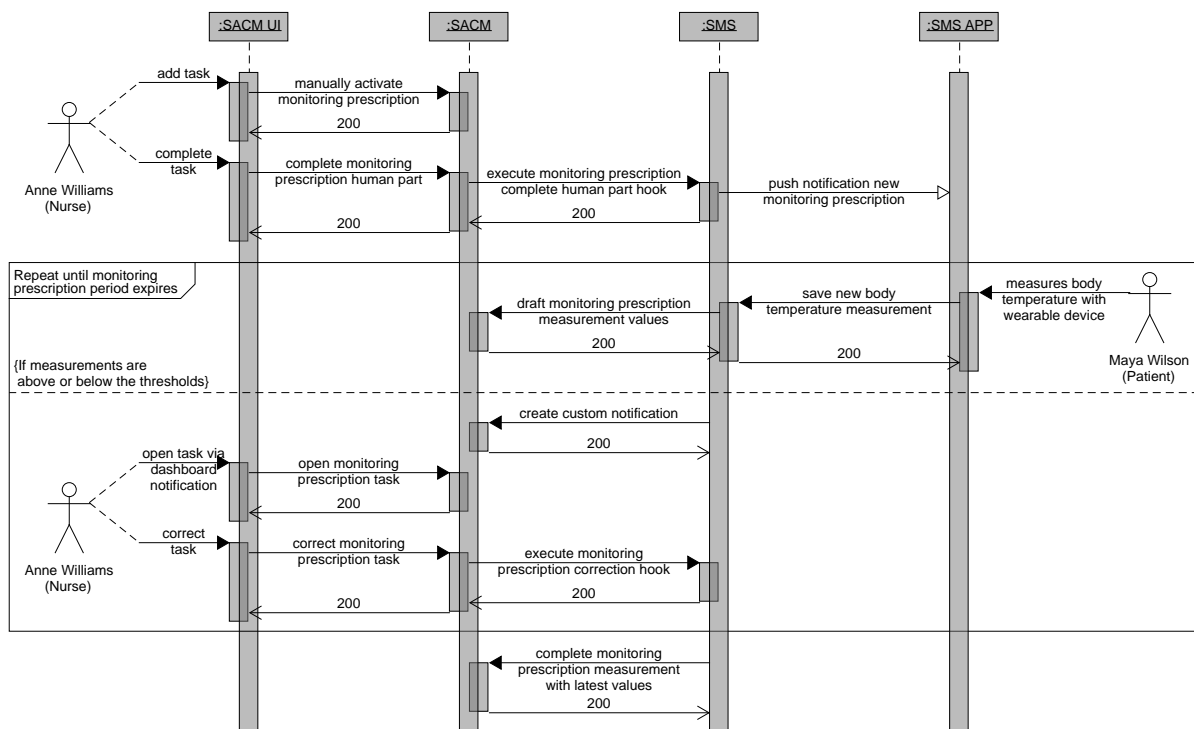 :SACM UI
:SACM
:SMS
:SMS APP
add task
manually activate
monitoring prescription
200
Anne Williams
(Nurse)
complete
task
complete monitoring
prescription human part
execute monitoring prescription
complete human part hook
push notification new
monitoring prescription
200
200
Repeat until monitoring
prescription period expires
measures body
temperature with
wearable device
save new body
temperature measurement
draft monitoring prescription
measurement values
200
200
Maya Wilson
(Patient)
{If measurements are
above or below the thresholds}
create custom notification
200
open task via
dashboard
notification
open monitoring
prescription task
200
Anne Williams
(Nurse)
correct
task
correct monitoring
prescription task
execute monitoring
prescription correction hook
200
200
complete monitoring
prescription measurement
with latest values
200